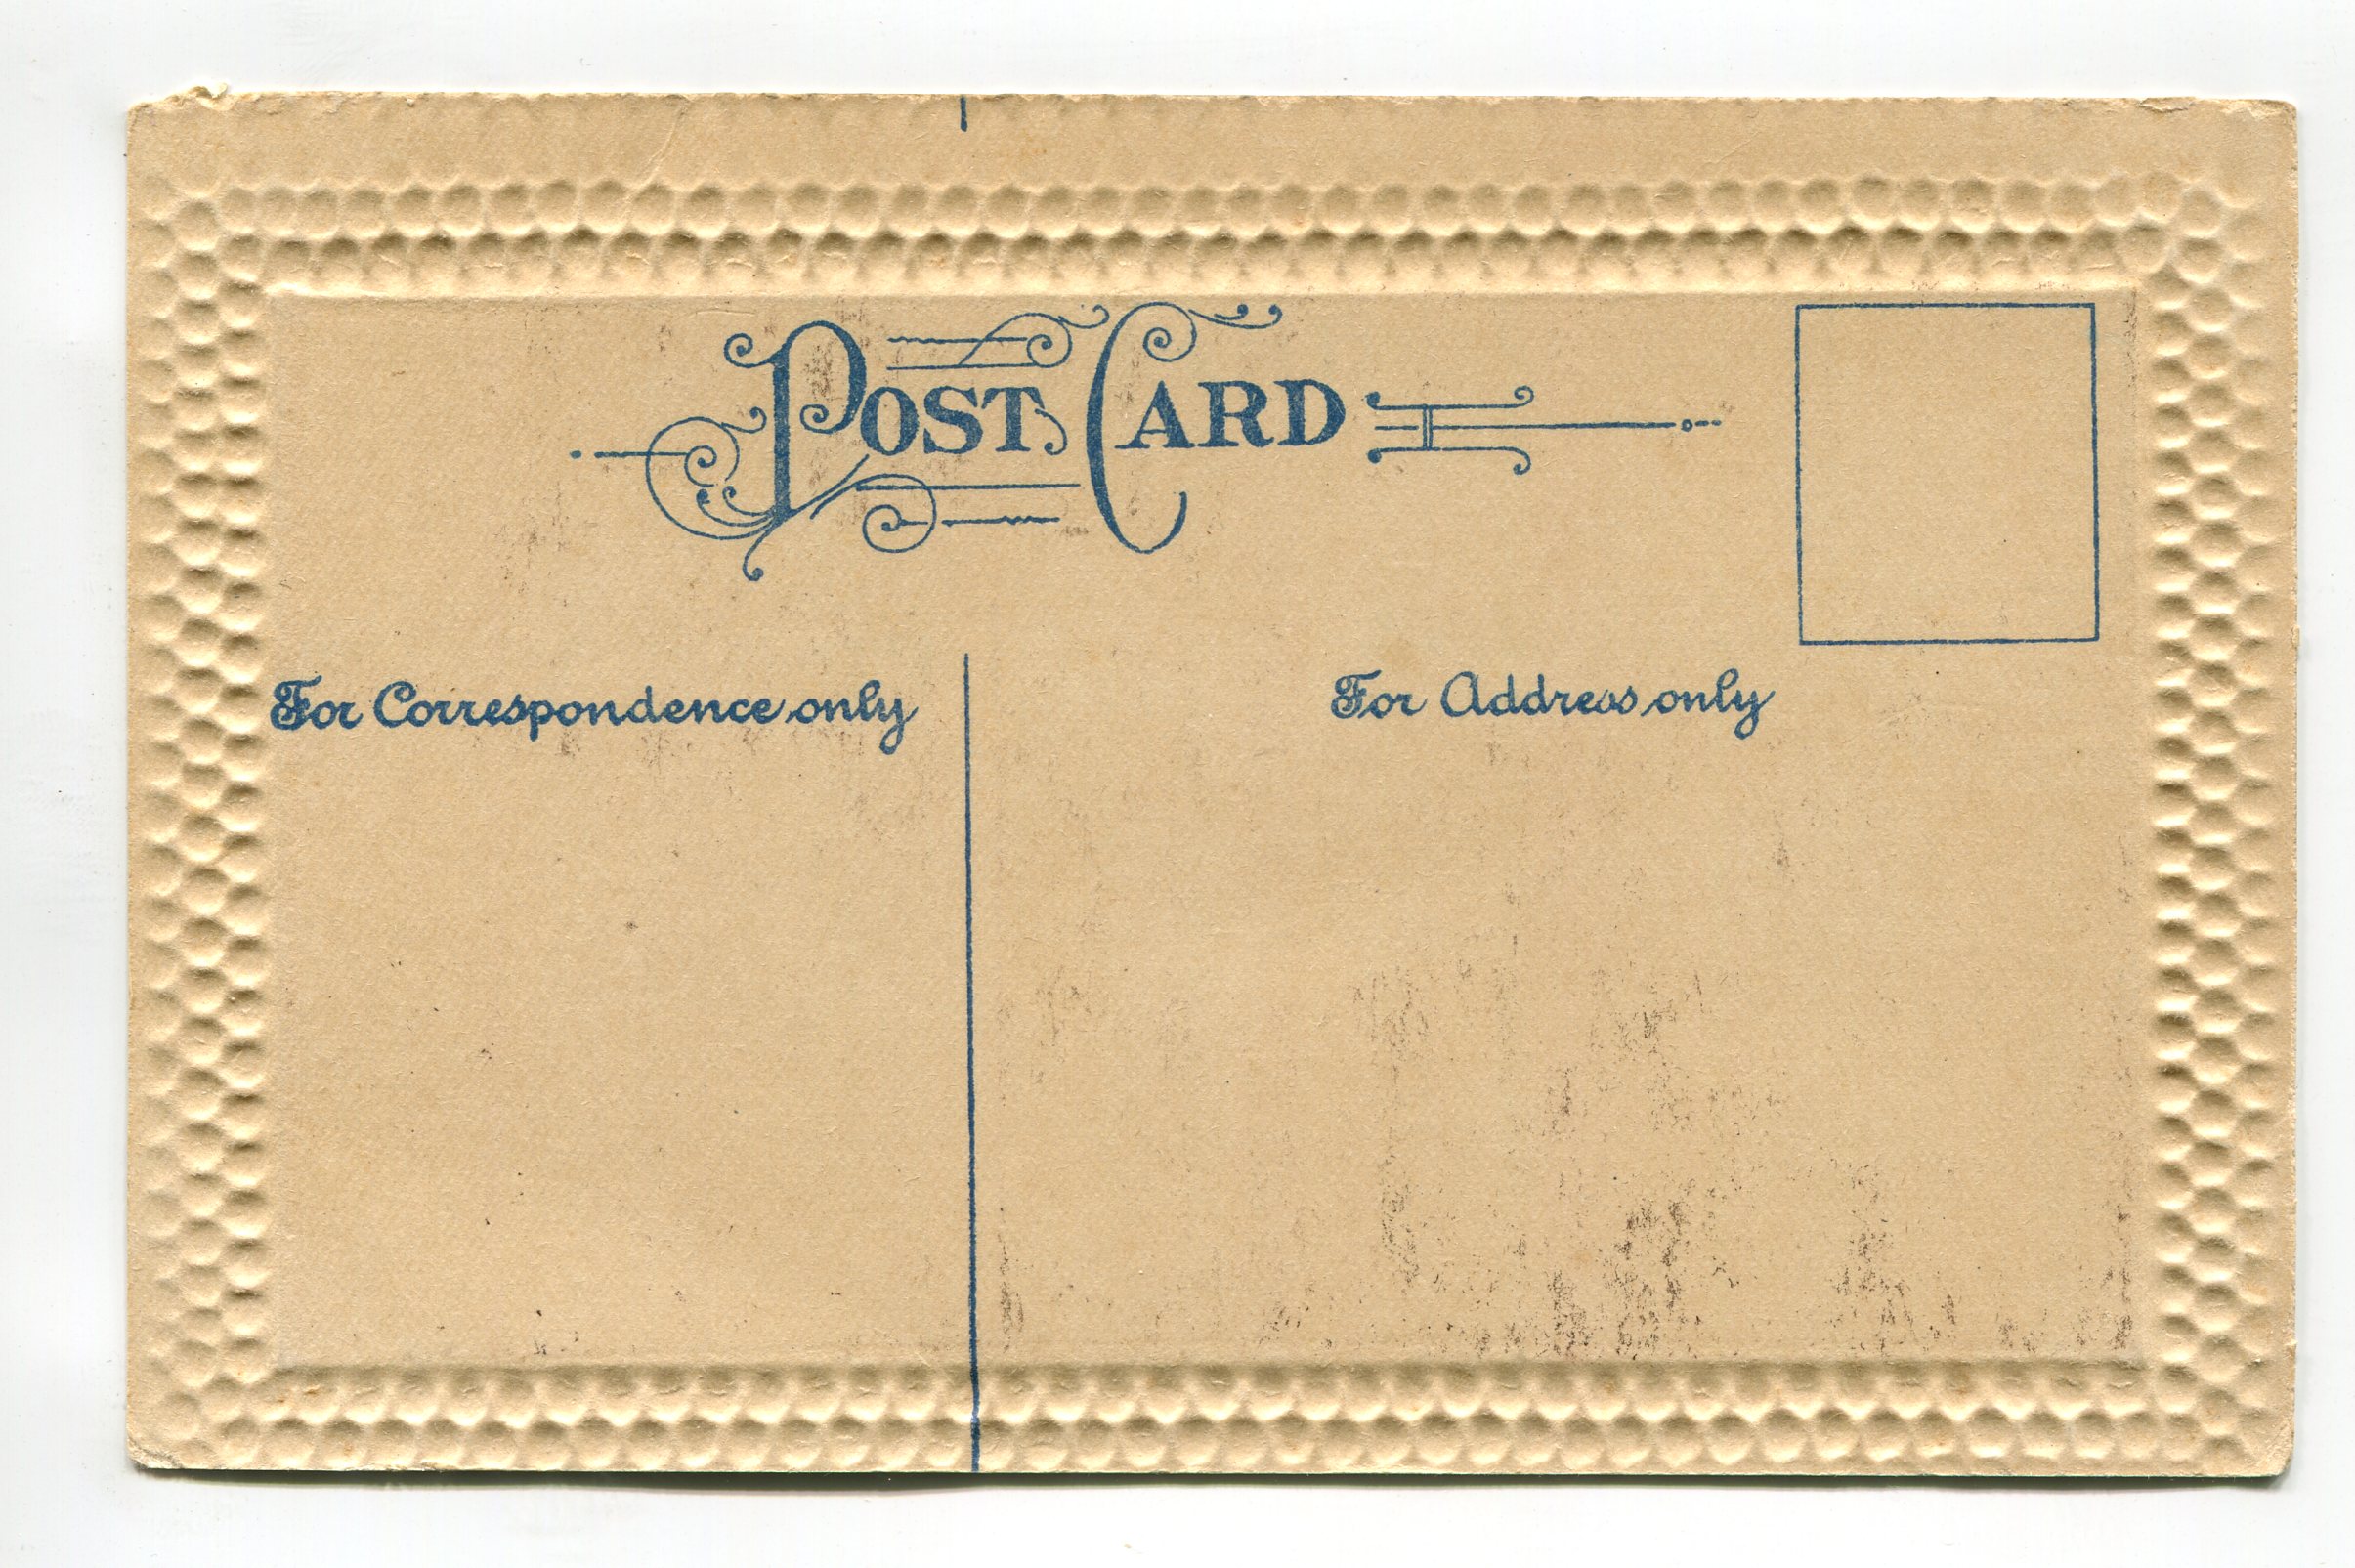 POST CARD
For Correspondence only
For Address only